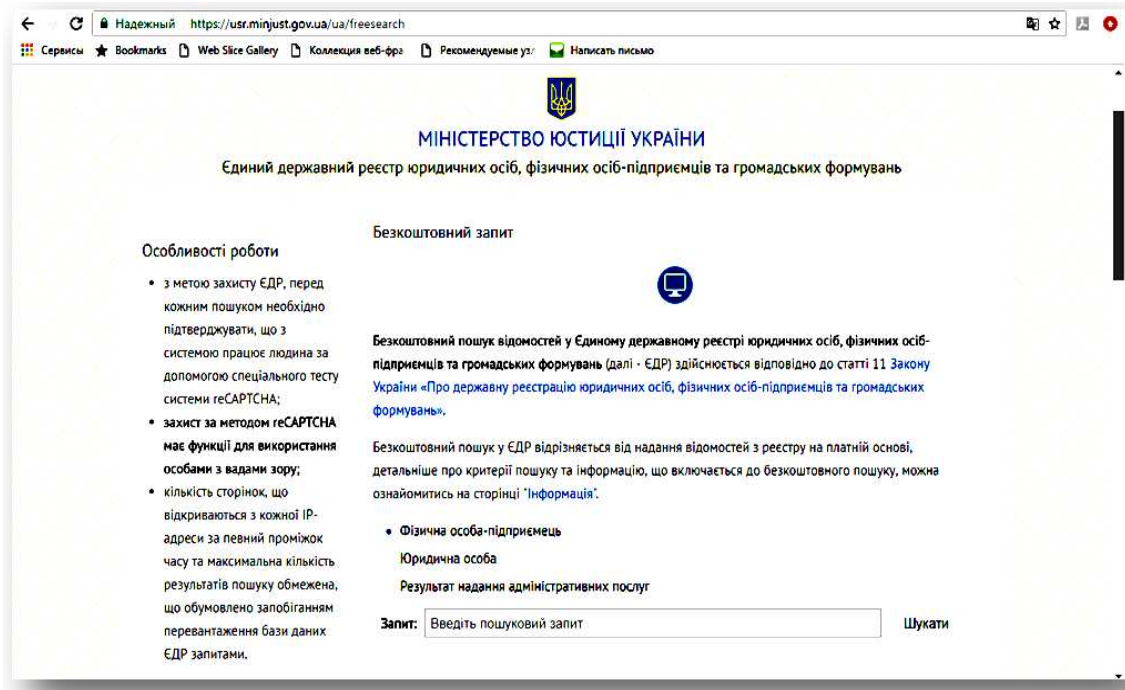 Надежный https://usr.minjust.gov.ua/ua/freesearch
Сервисы Bookmarks Web Slice Gallery Коллекция веб-фра Рекомендуемые уз Написать письмо
МІНІСТЕРСТВО ЮСТИЦІЇ УКРАЇНИ
Єдиний державний реєстр юридичних осіб, фізичних осіб-підприємців та громадських формувань
Особливості роботи
• з метою захисту ЄДР, перед
кожним пошуком необхідно
підтверджувати, що з
системою працює людина за
допомогою спеціального тесту
системи reCAPTCHA;
• захист за методом reCAPTCHA
має функції для використання
особами з вадами зору;
• кількість сторінок, що
відкриваються з кожної IP-
адреси за певний проміжок
часу та максимальна кількість
результатів пошуку обмежена,
що обумовлено запобіганням
перевантаження бази даних
ЄДР запитами.
Безкоштовний запит
Безкоштовний пошук відомостей у Єдиному державному реєстрі юридичних осіб, фізичних осіб-
підприємців та громадських формувань (далі - ЄДР) здійснюється відповідно до статті 11 Закону
України «Про державну реєстрацію юридичних осіб, фізичних осіб-підприємців та громадських
формувань».
Безкоштовний пошук у ЄДР відрізняється від надання відомостей з реєстру на платній основі,
детальніше про критерії пошуку та інформацію, що включається до безкоштовного пошуку, можна
ознайомитись на сторінці "Інформація".
• Фізична особа-підприємець
Юридична особа
Результат надання адміністративних послуг
Запит: Введіть пошуковий запит Шукати